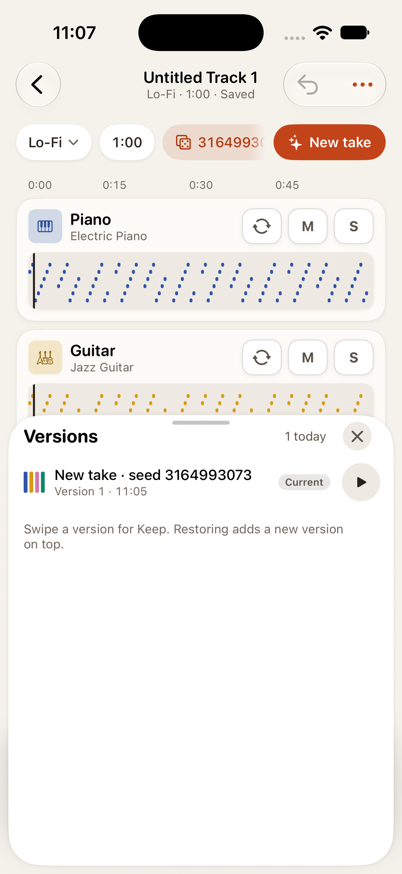 11:07
Untitled Track 1
Lo-Fi · 1:00 · Saved
Lo-Fi
1:00
3164993
New take
0:00
0:15
0:30
0:45
Piano
Electric Piano
M
S
Guitar
Jazz Guitar
M
S
Versions
1 today
New take · seed 3164993073
Version 1 · 11:05
Current
Swipe a version for Keep. Restoring adds a new version
on top.